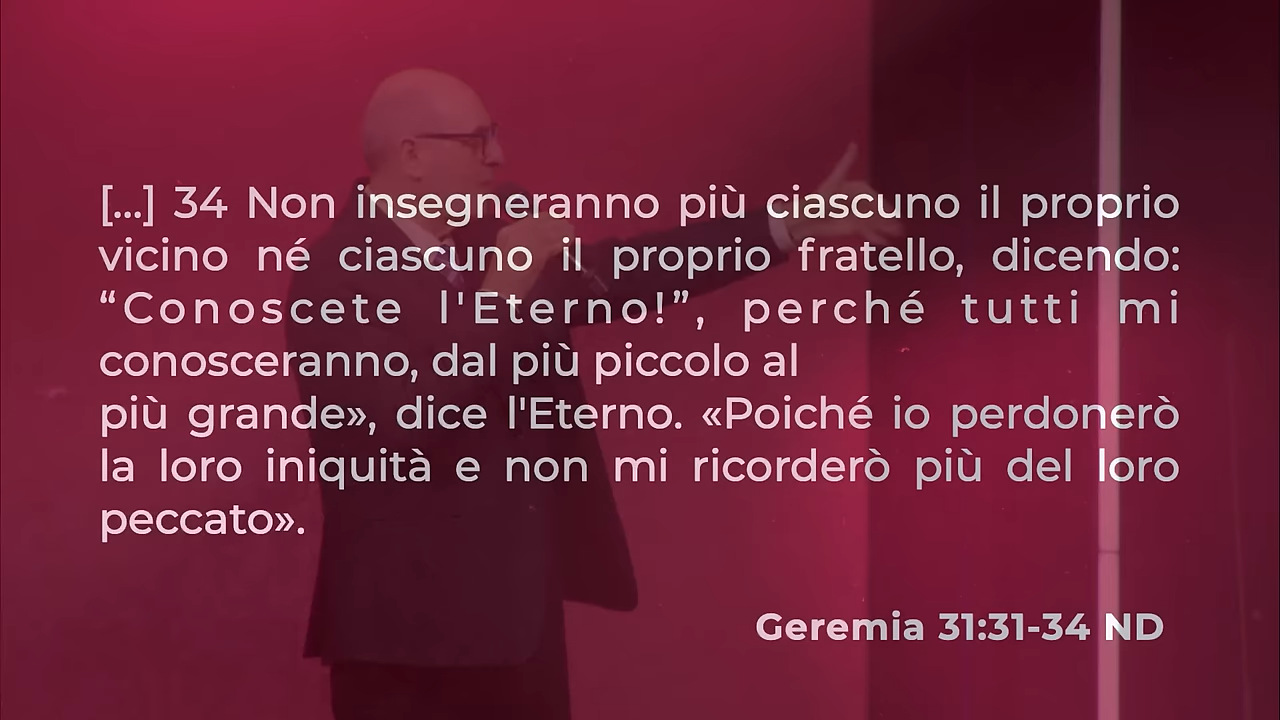 [...] 34 Non insegneranno più ciascuno il proprio
vicino né ciascuno il proprio fratello, dicendo:
“Conoscete l'Eterno!”, perché tutti mi
conosceranno, dal più piccolo al
più grande», dice l'Eterno. «Poiché io perdonerò
la loro iniquità e non mi ricorderò più del loro
peccato».
Geremia 31:31-34 ND